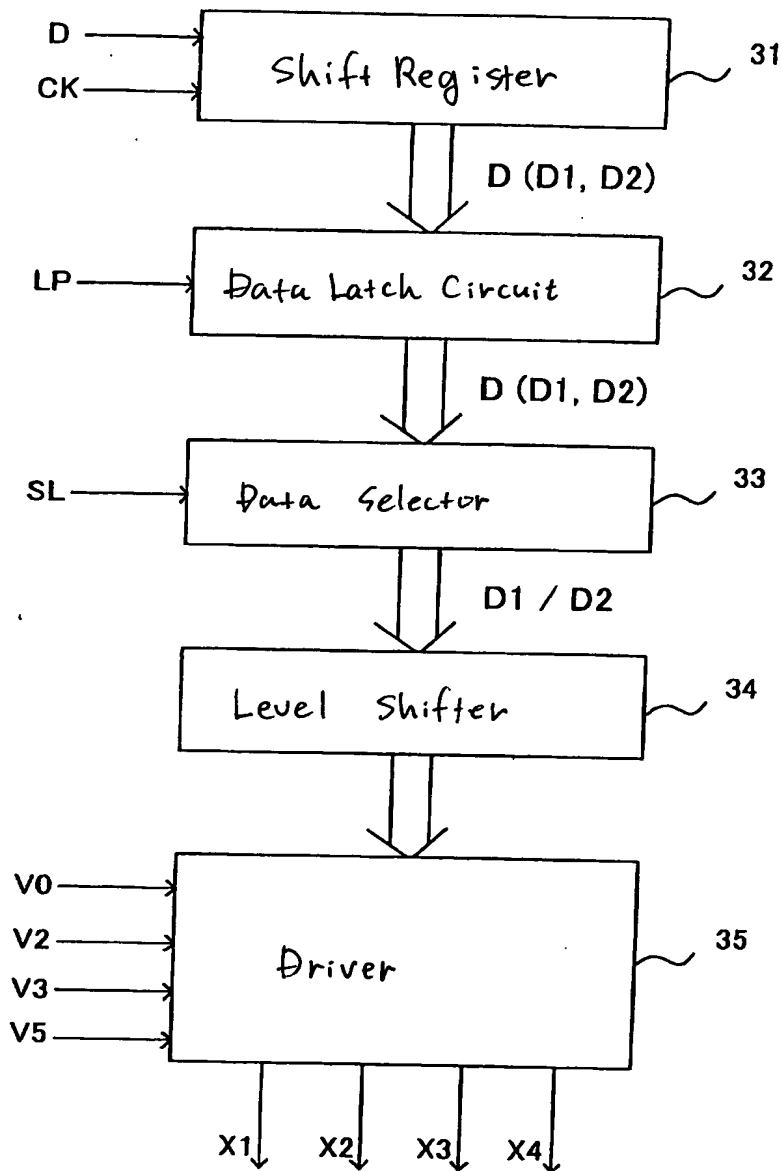 D
CK
Shift Register
31
D (D1, D2)
LP
Data Latch Circuit
32
D (D1, D2)
SL
Data Selector
33
D1 / D2
Level Shifter
34
V0
V2
V3
V5
Driver
35
X1 X2 X3 X4